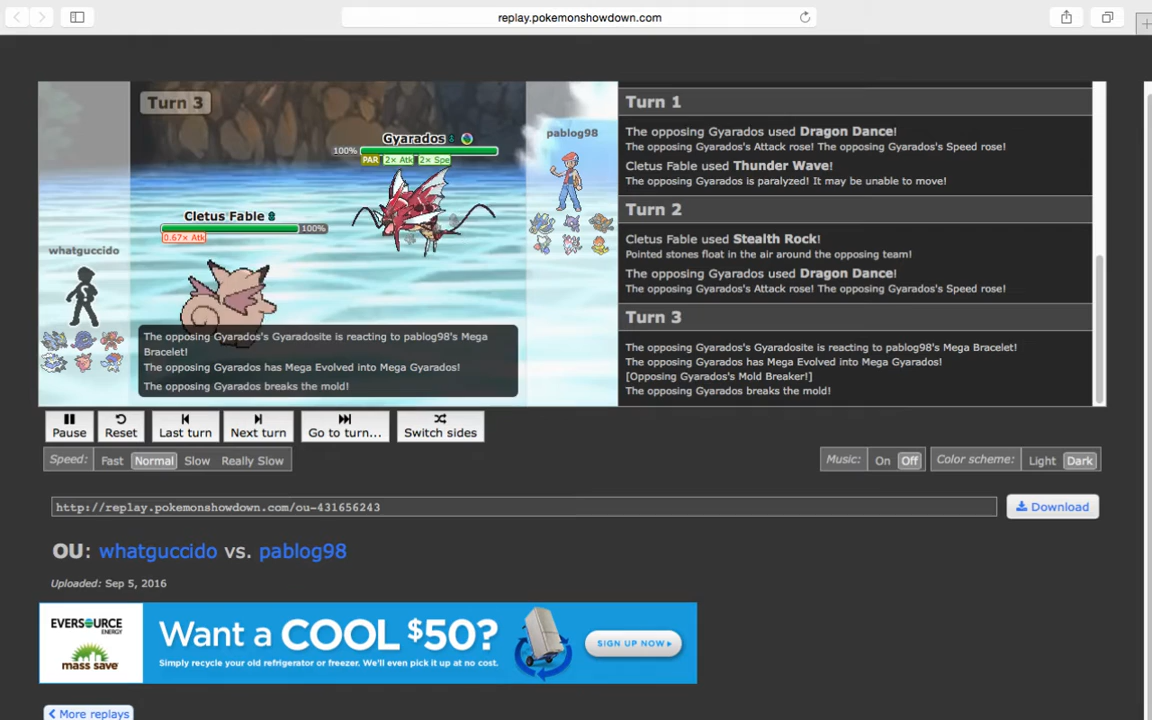 replay.pokemonshowdown.com
Turn 3
Gyarados
100%
PAR 2× Atk 2× Spe
Cletus Fable
100%
0.67× Atk
whatguccido
pablog98
The opposing Gyarados's Gyaradosite is reacting to pablog98's Mega
Bracelet!
The opposing Gyarados has Mega Evolved into Mega Gyarados!
The opposing Gyarados breaks the mold!
Turn 1
The opposing Gyarados used Dragon Dance!
The opposing Gyarados's Attack rose! The opposing Gyarados's Speed rose!
Cletus Fable used Thunder Wave!
The opposing Gyarados is paralyzed! It may be unable to move!
Turn 2
Cletus Fable used Stealth Rock!
Pointed stones float in the air around the opposing team!
The opposing Gyarados used Dragon Dance!
The opposing Gyarados's Attack rose! The opposing Gyarados's Speed rose!
Turn 3
The opposing Gyarados's Gyaradosite is reacting to pablog98's Mega Bracelet!
The opposing Gyarados has Mega Evolved into Mega Gyarados!
[Opposing Gyarados's Mold Breaker!]
The opposing Gyarados breaks the mold!
Pause Reset Last turn Next turn Go to turn... Switch sides
Speed: Fast Normal Slow Really Slow
Music: On Off Color scheme: Light Dark
http://replay.pokemonshowdown.com/ou-431656243
Download
OU: whatguccido vs. pablog98
Uploaded: Sep 5, 2016
EVERSOURCE
ENERGY
mass save
Want a COOL $50?
Simply recycle your old refrigerator or freezer. We'll even pick it up at no cost.
SIGN UP NOW
More replays